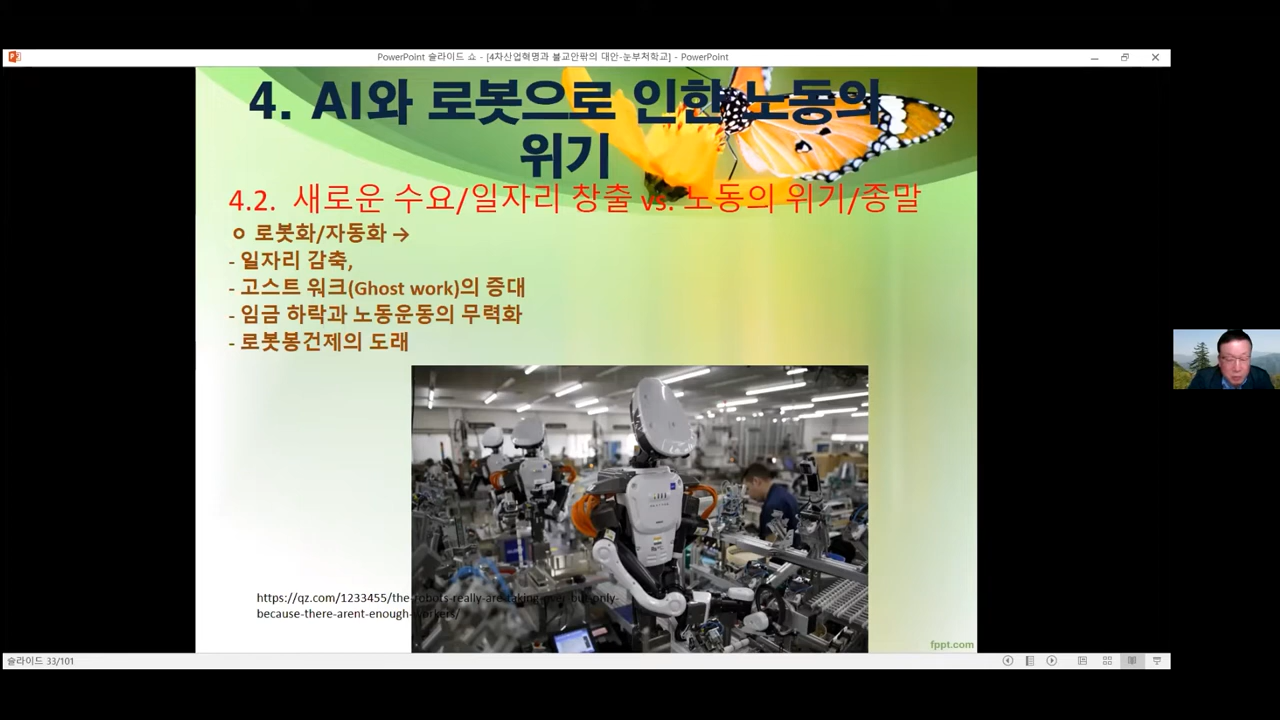 PowerPoint 슬라이드 쇼 - [4차산업혁명과 불교안팎의 대안-눈부처학교] - PowerPoint
4. AI와 로봇으로 인한 노동의
위기
4.2. 새로운 수요/일자리 창출 vs. 노동의 위기/종말
ㅇ 로봇화/자동화 →
- 일자리 감축,
- 고스트 워크(Ghost work)의 증대
- 임금 하락과 노동운동의 무력화
- 로봇봉건제의 도래
https://qz.com/1233455/the-robots-really-are-taking-over-but-only-
because-there-arent-enough-workers/
fppt.com
슬라이드 33/101